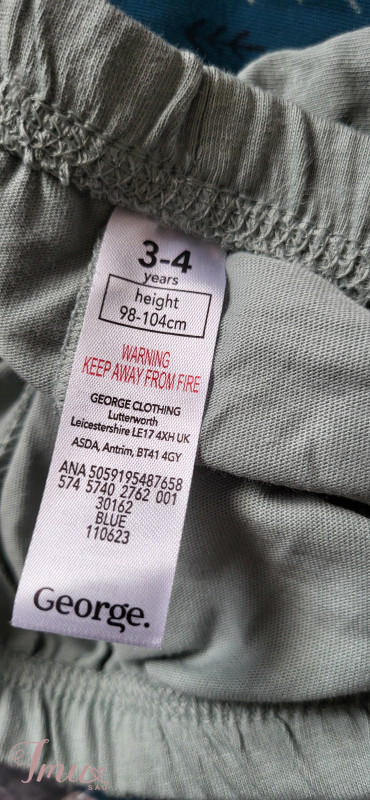 3-4
years
height
98-104cm
WARNING
KEEP AWAY FROM FIRE
GEORGE CLOTHING
Lutterworth
Leicestershire LE17 4XH UK
ASDA, Antrim, BT41 4GY
ANA 5059195487658
574 5740 2762 001
30162
BLUE
110623
George.